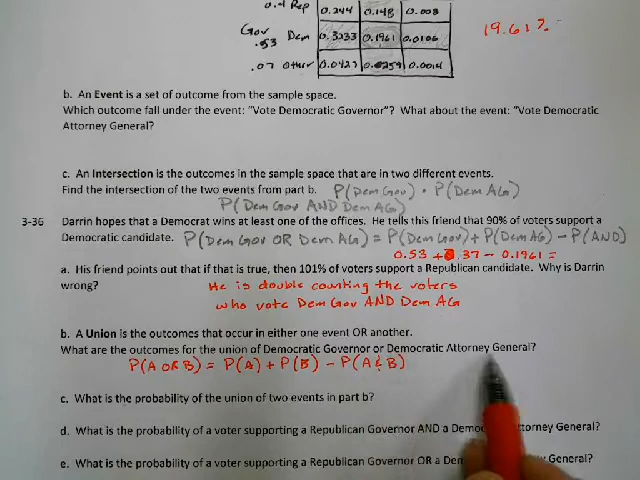 0.4 Rep 0.244 0.148 0.008
Gov .53 Dem 0.3233 0.1961 0.0106 19.61%
.07 Other 0.0427 0.0259 0.0014
b. An Event is a set of outcome from the sample space.
Which outcome fall under the event: "Vote Democratic Governor"? What about the event: "Vote Democratic
Attorney General?
c. An Intersection is the outcomes in the sample space that are in two different events.
Find the intersection of the two events from part b. P(Dem Gov) • P(Dem AG)
P(Dem Gov AND Dem AG)
3-36 Darrin hopes that a Democrat wins at least one of the offices. He tells this friend that 90% of voters support a
Democratic candidate. P(Dem Gov OR Dem AG) = P(Dem Gov) + P(Dem AG) - P(AND)
0.53 + 0.37 - 0.1961 =
a. His friend points out that if that is true, then 101% of voters support a Republican candidate. Why is Darrin
wrong? He is double counting the voters
who vote Dem Gov AND Dem AG
b. A Union is the outcomes that occur in either one event OR another.
What are the outcomes for the union of Democratic Governor or Democratic Attorney General?
P(A OR B) = P(A) + P(B) - P(A & B)
c. What is the probability of the union of two events in part b?
d. What is the probability of a voter supporting a Republican Governor AND a Democ ttorney General?
e. What is the probability of a voter supporting a Republican Governor OR a Dem General?